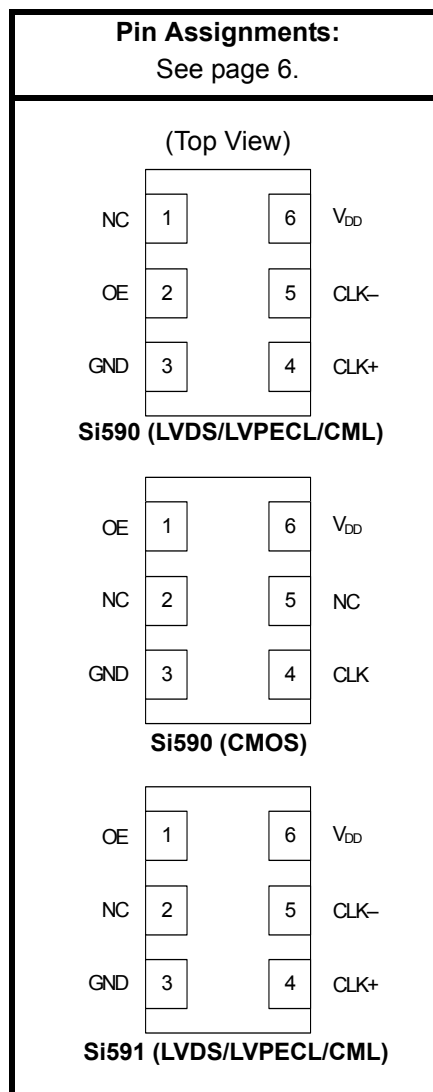 Pin Assignments:
See page 6.
(Top View)
NC 1 6 VDD
OE 2 5 CLK–
GND 3 4 CLK+
Si590 (LVDS/LVPECL/CML)
OE 1 6 VDD
NC 2 5 NC
GND 3 4 CLK
Si590 (CMOS)
OE 1 6 VDD
NC 2 5 CLK–
GND 3 4 CLK+
Si591 (LVDS/LVPECL/CML)